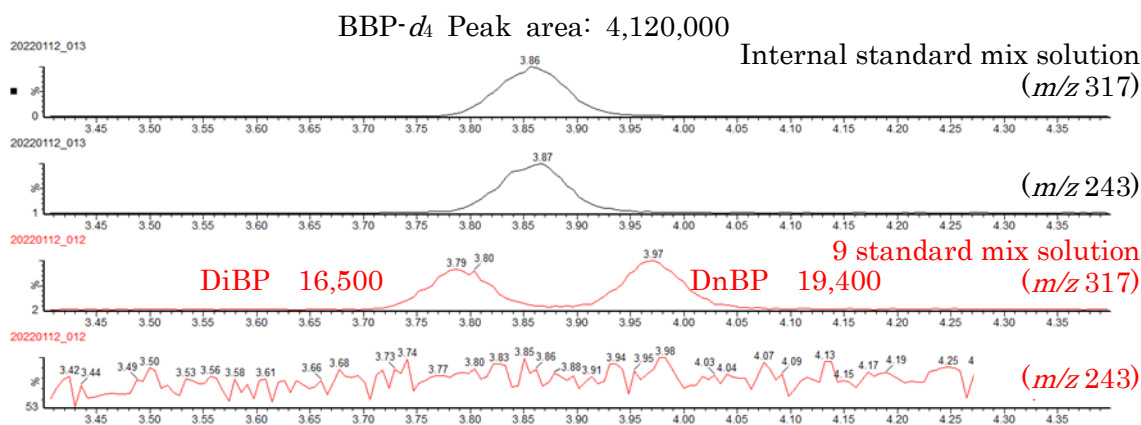 BBP-d4 Peak area: 4,120,000
20220112_013
Internal standard mix solution
(m/z 317)
3.86
%
0
3.45 3.50 3.55 3.60 3.65 3.70 3.75 3.80 3.85 3.90 3.95 4.00 4.05 4.10 4.15 4.20 4.25 4.30 4.35
20220112_013
3.87
(m/z 243)
%
1
3.45 3.50 3.55 3.60 3.65 3.70 3.75 3.80 3.85 3.90 3.95 4.00 4.05 4.10 4.15 4.20 4.25 4.30 4.35
20220112_012
9 standard mix solution
(m/z 317)
3.79 3.80 3.97
DiBP 16,500
DnBP 19,400
%
2
3.45 3.50 3.55 3.60 3.65 3.70 3.75 3.80 3.85 3.90 3.95 4.00 4.05 4.10 4.15 4.20 4.25 4.30 4.35
20220112_012
3.42 3.44 3.49 3.50 3.53 3.56 3.58 3.61 3.66 3.68 3.73 3.74 3.77 3.80 3.83 3.85 3.86 3.88 3.91 3.94 3.95 3.98 4.03 4.04 4.07 4.09 4.13 4.15 4.17 4.19 4.25 4
(m/z 243)
%
53
3.45 3.50 3.55 3.60 3.65 3.70 3.75 3.80 3.85 3.90 3.95 4.00 4.05 4.10 4.15 4.20 4.25 4.30 4.35